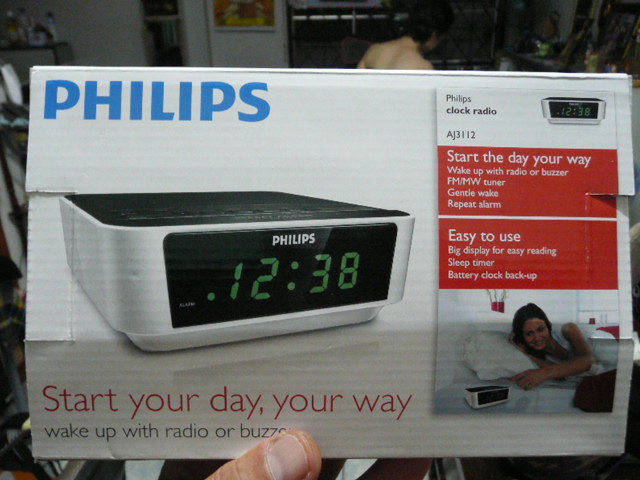 PHILIPS
Philips
clock radio
12:38
AJ3112
Start the day your way
Wake up with radio or buzzer
FM/MW tuner
Gentle wake
Repeat alarm
Easy to use
Big display for easy reading
Sleep timer
Battery clock back-up
PHILIPS
.12:38
ALARM
Start your day, your way
wake up with radio or buzze